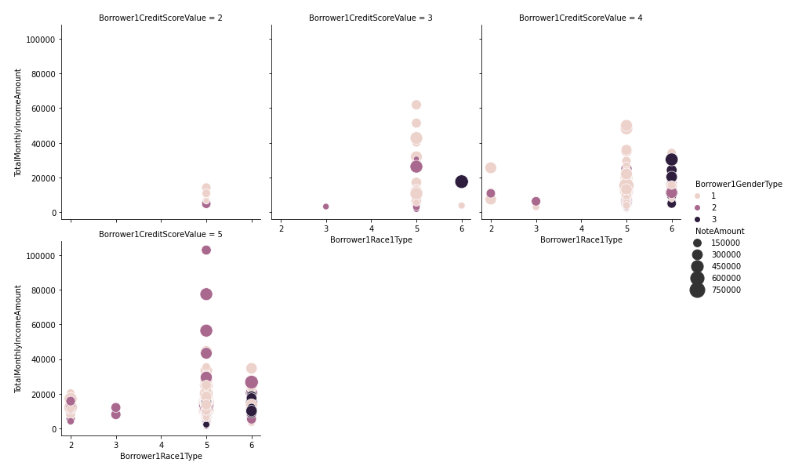 Borrower1CreditScoreValue = 2
Borrower1CreditScoreValue = 3
Borrower1CreditScoreValue = 4
100000
80000
60000
40000
20000
0
TotalMonthlyIncomeAmount
2 3 4 5 6
Borrower1Race1Type
2 3 4 5 6
Borrower1Race1Type
Borrower1GenderType
1
2
3
NoteAmount
150000
300000
450000
600000
750000
Borrower1CreditScoreValue = 5
100000
80000
60000
40000
20000
0
TotalMonthlyIncomeAmount
2 3 4 5 6
Borrower1Race1Type